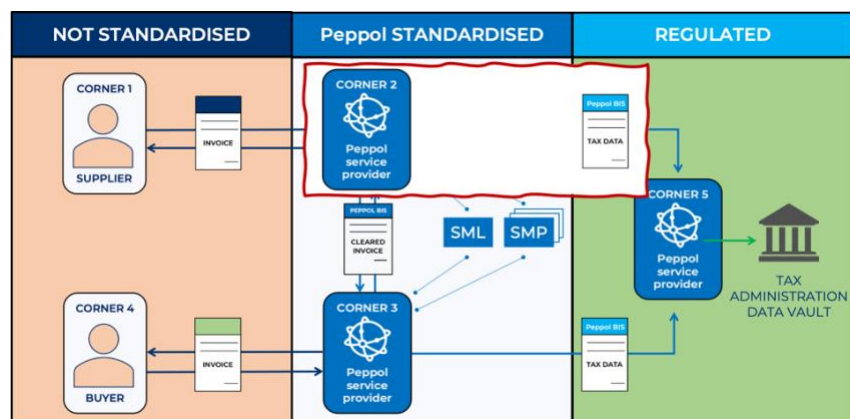 NOT STANDARDISED
Peppol STANDARDISED
REGULATED
CORNER 1
SUPPLIER
INVOICE
CORNER 2
Peppol
service
provider
Peppol BIS
TAX DATA
PEPPOL BIS
CLEARED
INVOICE
SML
SMP
CORNER 5
Peppol
service
provider
TAX
ADMINISTRATION
DATA VAULT
CORNER 4
BUYER
INVOICE
CORNER 3
Peppol
service
provider
Peppol BIS
TAX DATA